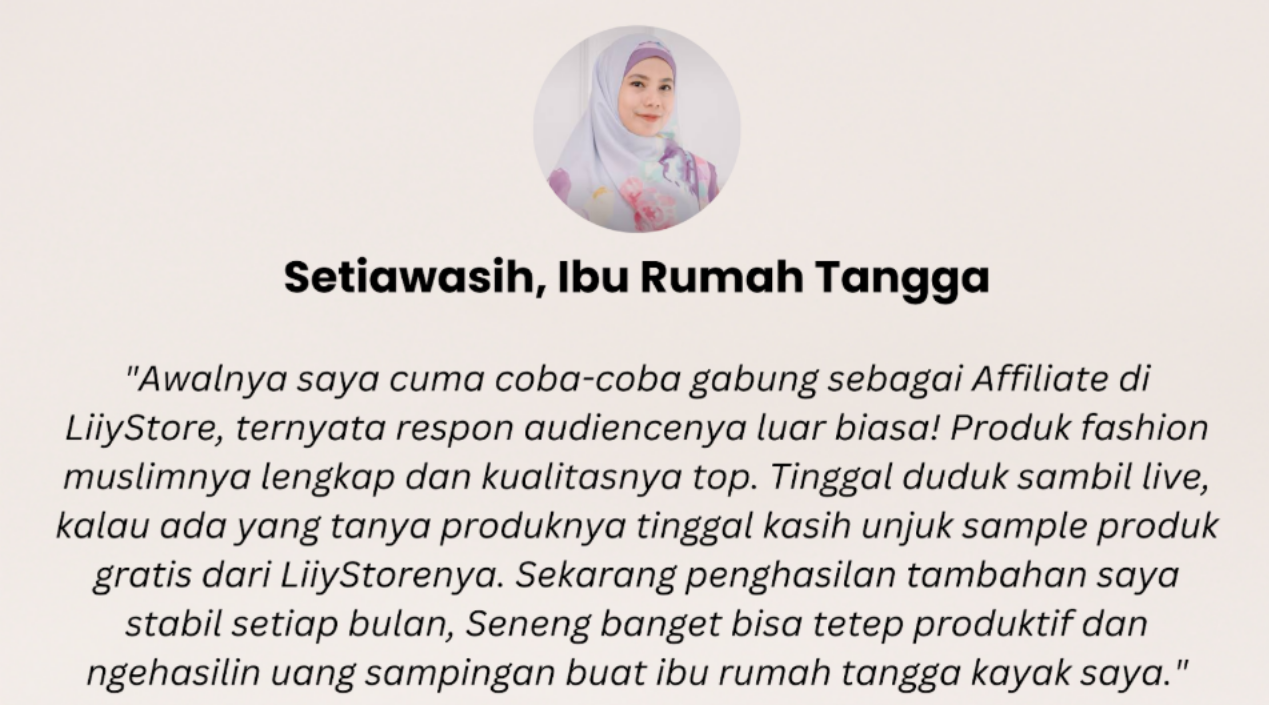 Setiawasih, Ibu Rumah Tangga
"Awalnya saya cuma coba-coba gabung sebagai Affiliate di
LiiyStore, ternyata respon audiencenya luar biasa! Produk fashion
muslimnya lengkap dan kualitasnya top. Tinggal duduk sambil live,
kalau ada yang tanya produknya tinggal kasih unjuk sample produk
gratis dari LiiyStorenya. Sekarang penghasilan tambahan saya
stabil setiap bulan, Seneng banget bisa tetep produktif dan
ngehasilin uang sampingan buat ibu rumah tangga kayak saya."